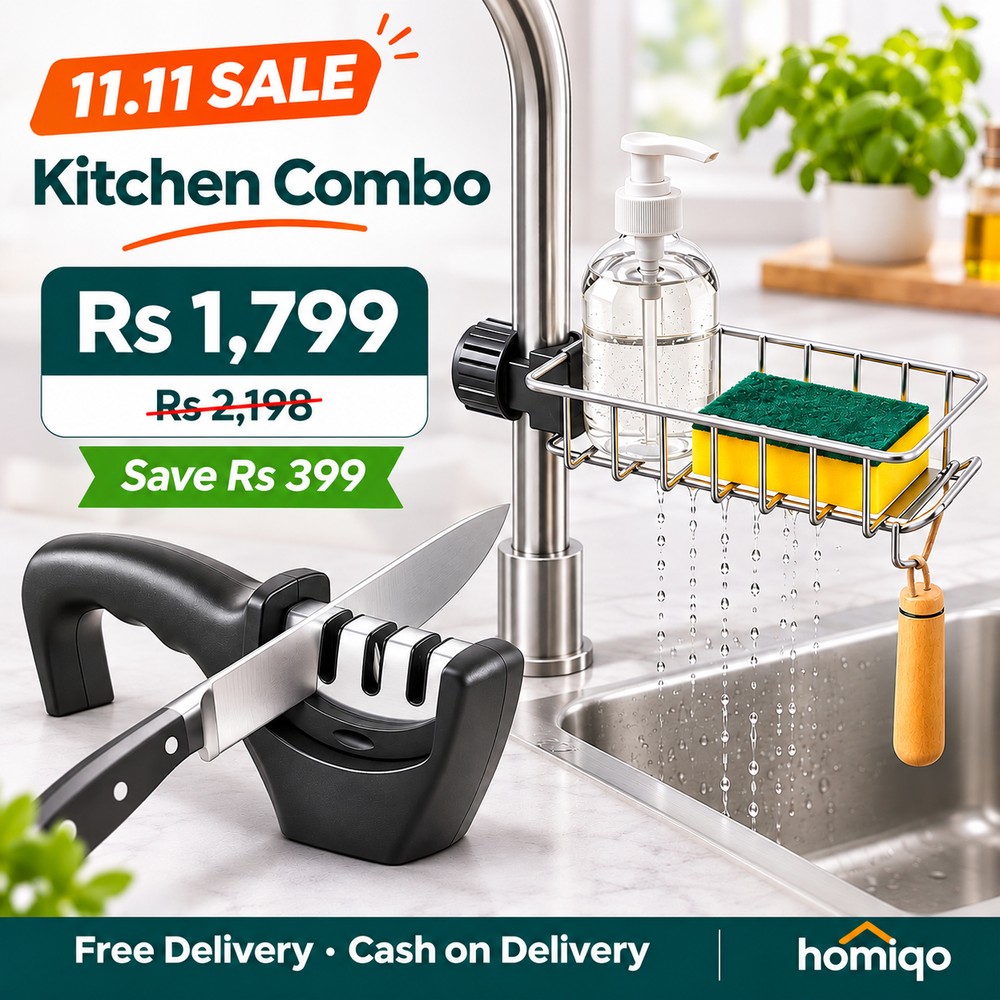 11.11 SALE
Kitchen Combo
Rs 1,799
Rs 2,198
Save Rs 399
Free Delivery · Cash on Delivery
homiqo